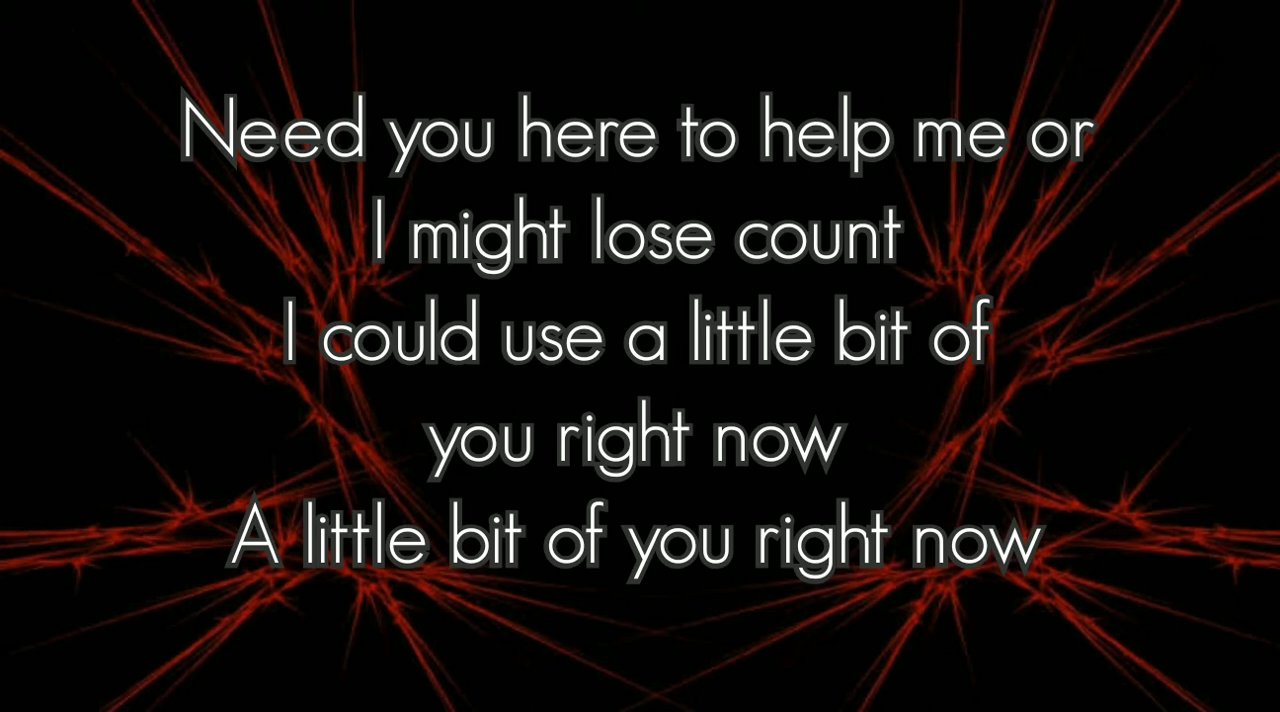 Need you here to help me or
I might lose count
I could use a little bit of
you right now
A little bit of you right now